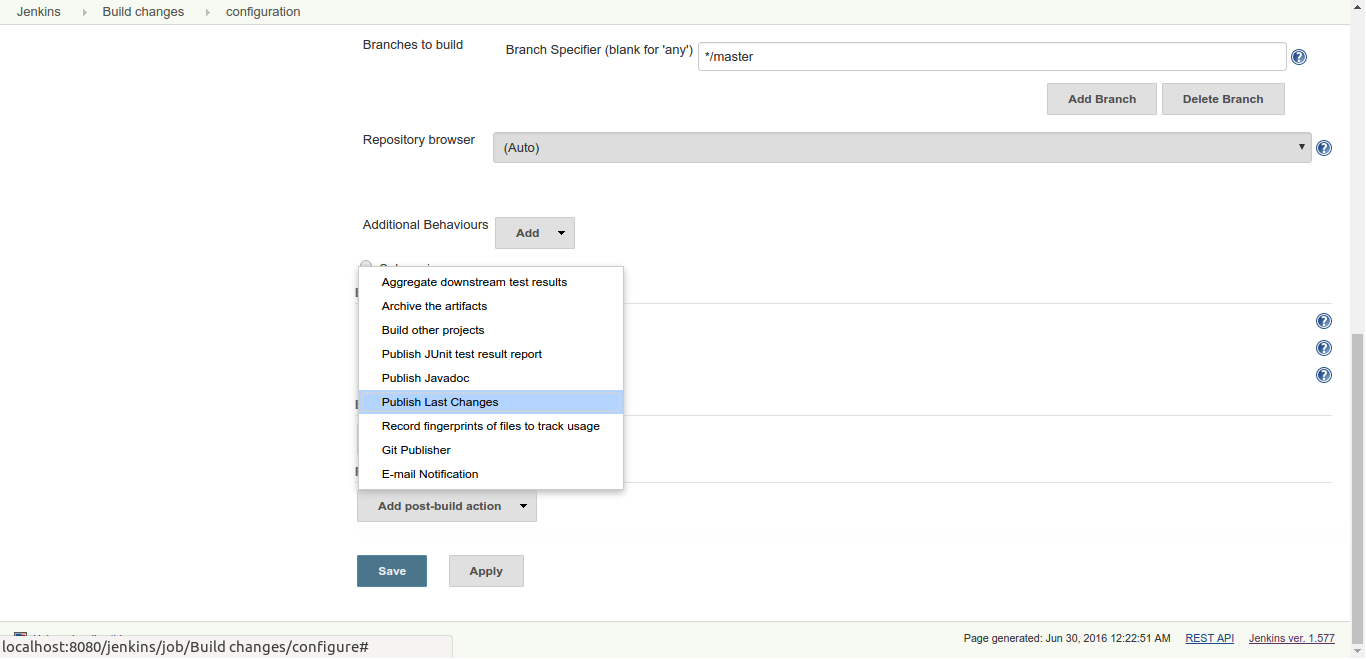 Jenkins Build changes configuration
Branches to build
Branch Specifier (blank for 'any') */master
Add Branch Delete Branch
Repository browser (Auto)
Additional Behaviours Add
Aggregate downstream test results
Archive the artifacts
Build other projects
Publish JUnit test result report
Publish Javadoc
Publish Last Changes
Record fingerprints of files to track usage
Git Publisher
E-mail Notification
Add post-build action
Save Apply
Page generated: Jun 30, 2016 12:22:51 AM REST API Jenkins ver. 1.577
localhost:8080/jenkins/job/Build changes/configure#